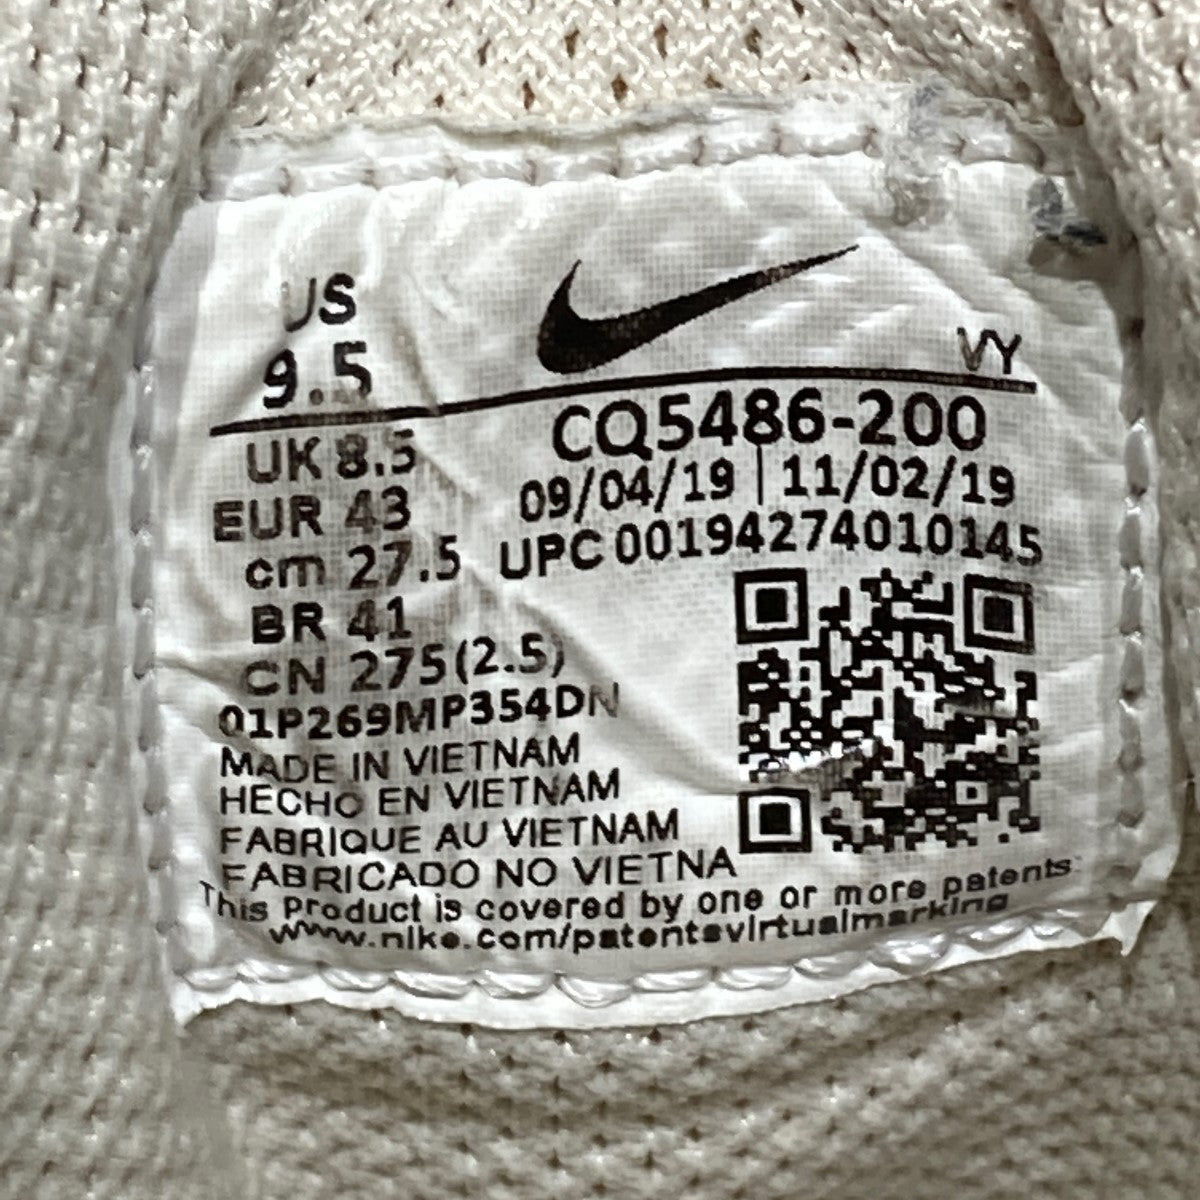 US
9.5
VY
UK 8.5
EUR 43
cm 27.5
BR 41
CN 275(2.5)
CQ5486-200
09/04/19 | 11/02/19
UPC 00194274010145
01P269MP354DN
MADE IN VIETNAM
HECHO EN VIETNAM
FABRIQUE AU VIETNAM
FABRICADO NO VIETNA
This Product is covered by one or more patents
www.nike.com/patentsvirtualmarking